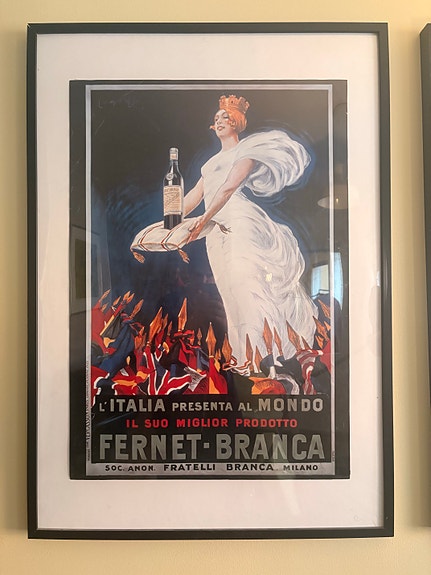 L'ITALIA PRESENTA AL MONDO
IL SUO MIGLIOR PRODOTTO
FERNET-BRANCA
SOC. ANON. FRATELLI BRANCA MILANO